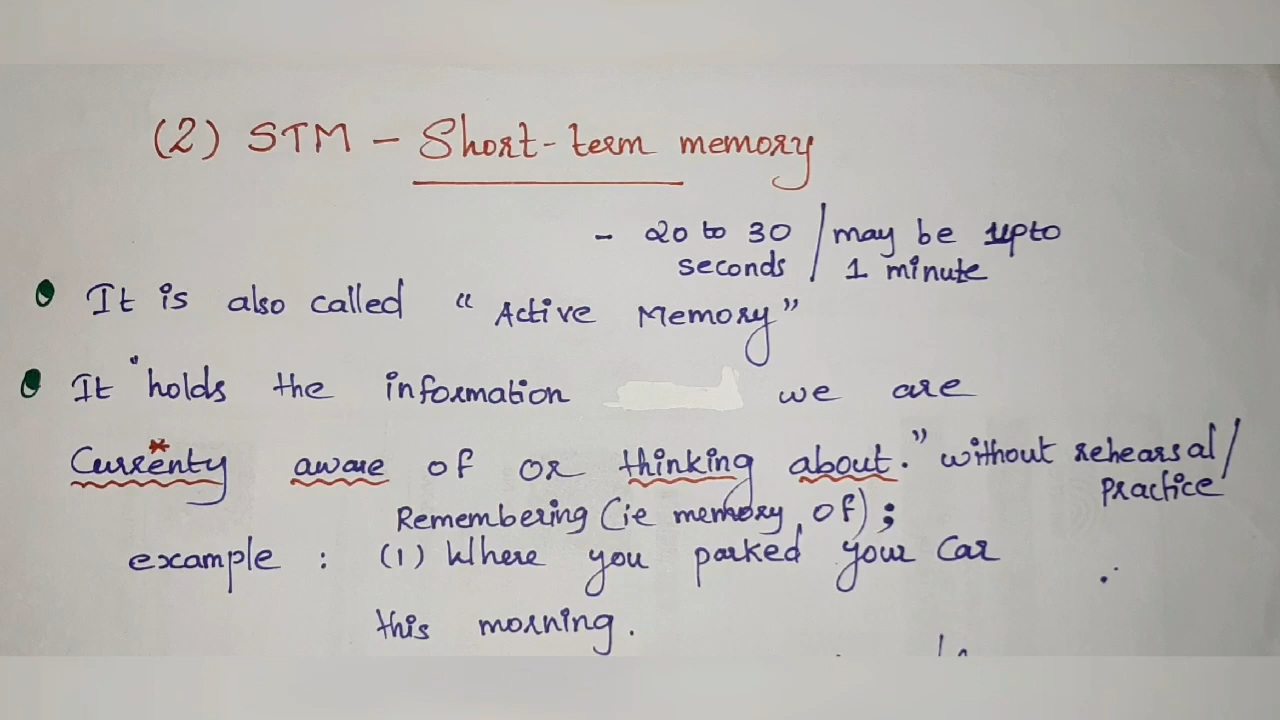 (2) STM - Short-term memory
- 20 to 30 / may be upto
seconds / 1 minute
It is also called "Active Memory"
It "holds the information we are
Currenty aware of or thinking about." without rehearsal/
Practice
Remembering (ie memory of);
example : (1) Where you parked your Car
this morning.